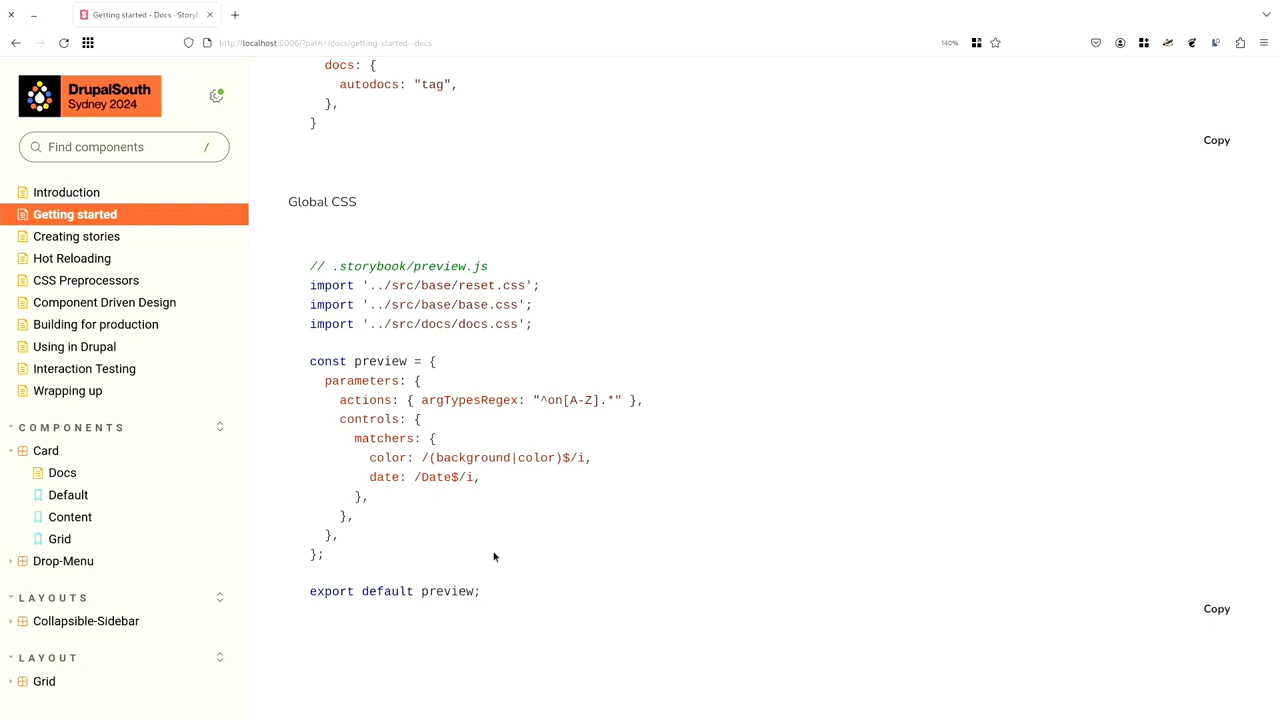 Getting started - Docs - Storyl
http://localhost:6006/?path=/docs/getting-started--docs
140%
DrupalSouth
Sydney 2024
Find components
/
Introduction
Getting started
Creating stories
Hot Reloading
CSS Preprocessors
Component Driven Design
Building for production
Using in Drupal
Interaction Testing
Wrapping up
COMPONENTS
Card
Docs
Default
Content
Grid
Drop-Menu
LAYOUTS
Collapsible-Sidebar
LAYOUT
Grid
docs: {
autodocs: "tag",
},
}
Copy
Global CSS
// .storybook/preview.js
import '../src/base/reset.css';
import '../src/base/base.css';
import '../src/docs/docs.css';
const preview = {
parameters: {
actions: { argTypesRegex: "^on[A-Z].*" },
controls: {
matchers: {
color: /(background|color)$/i,
date: /Date$/i,
},
},
},
};
export default preview;
Copy